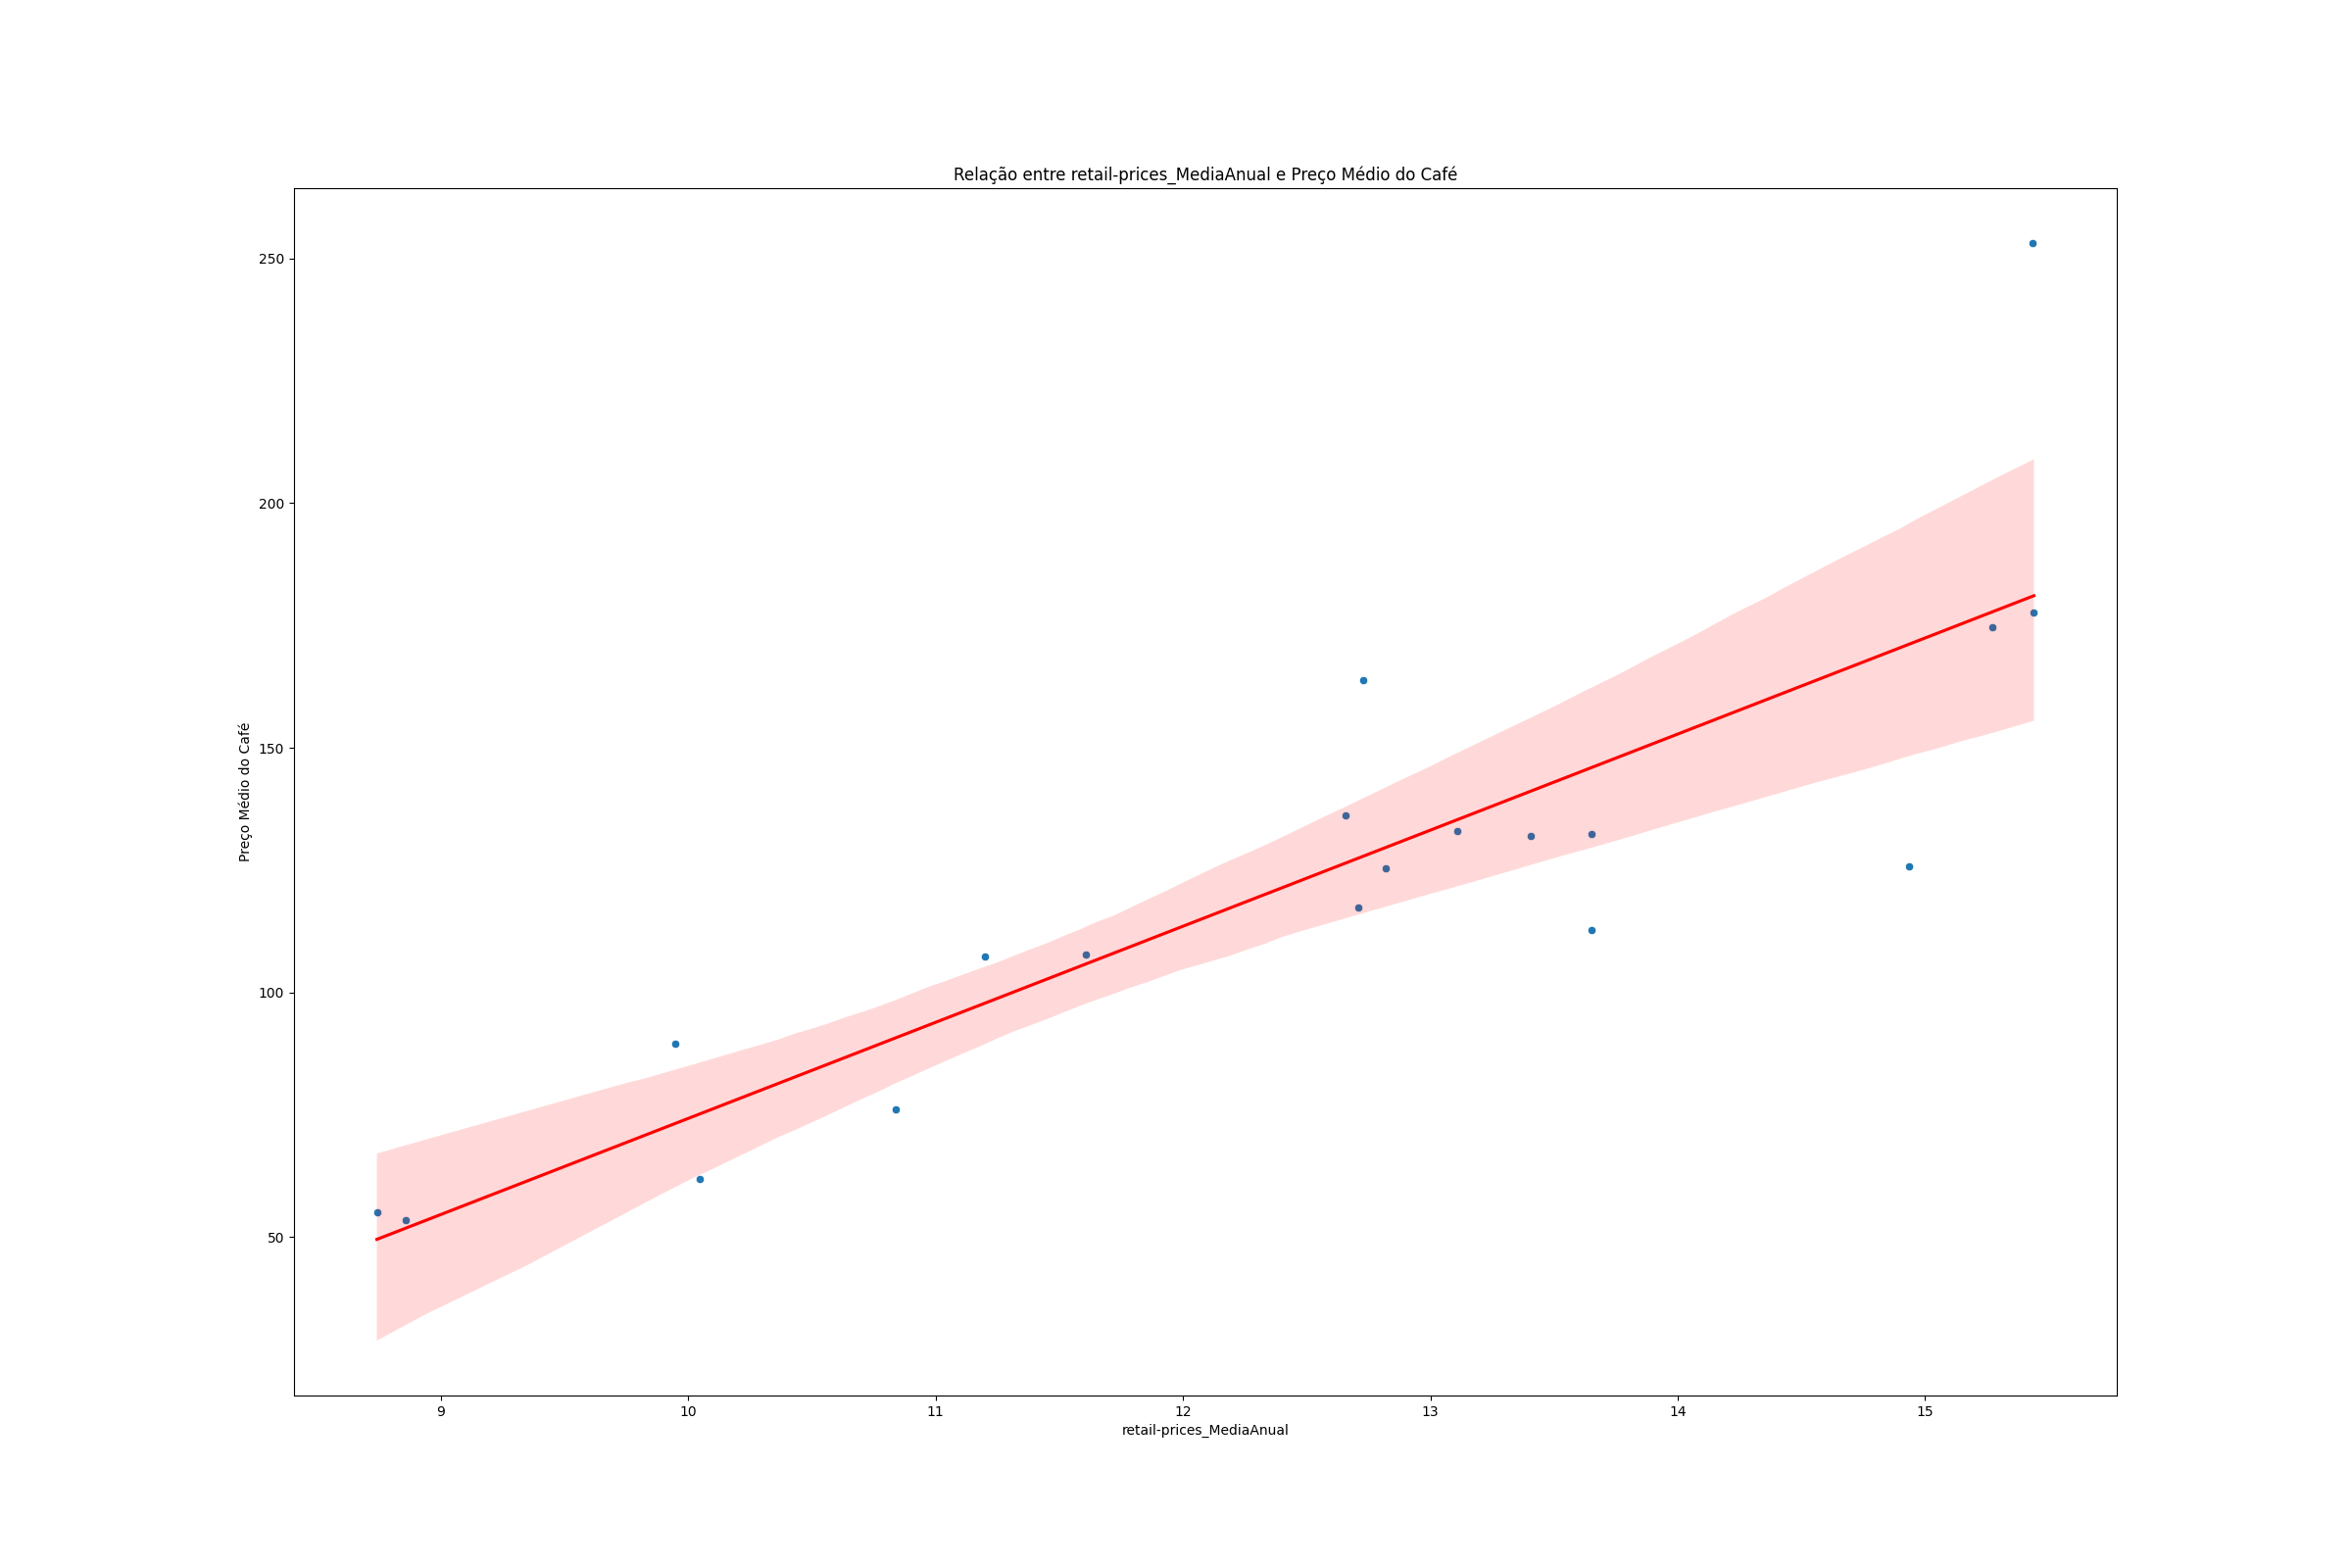 Relação entre retail-prices_MediaAnual e Preço Médio do Café
250
200
150
100
50
Preço Médio do Café
9 10 11 12 13 14 15
retail-prices_MediaAnual